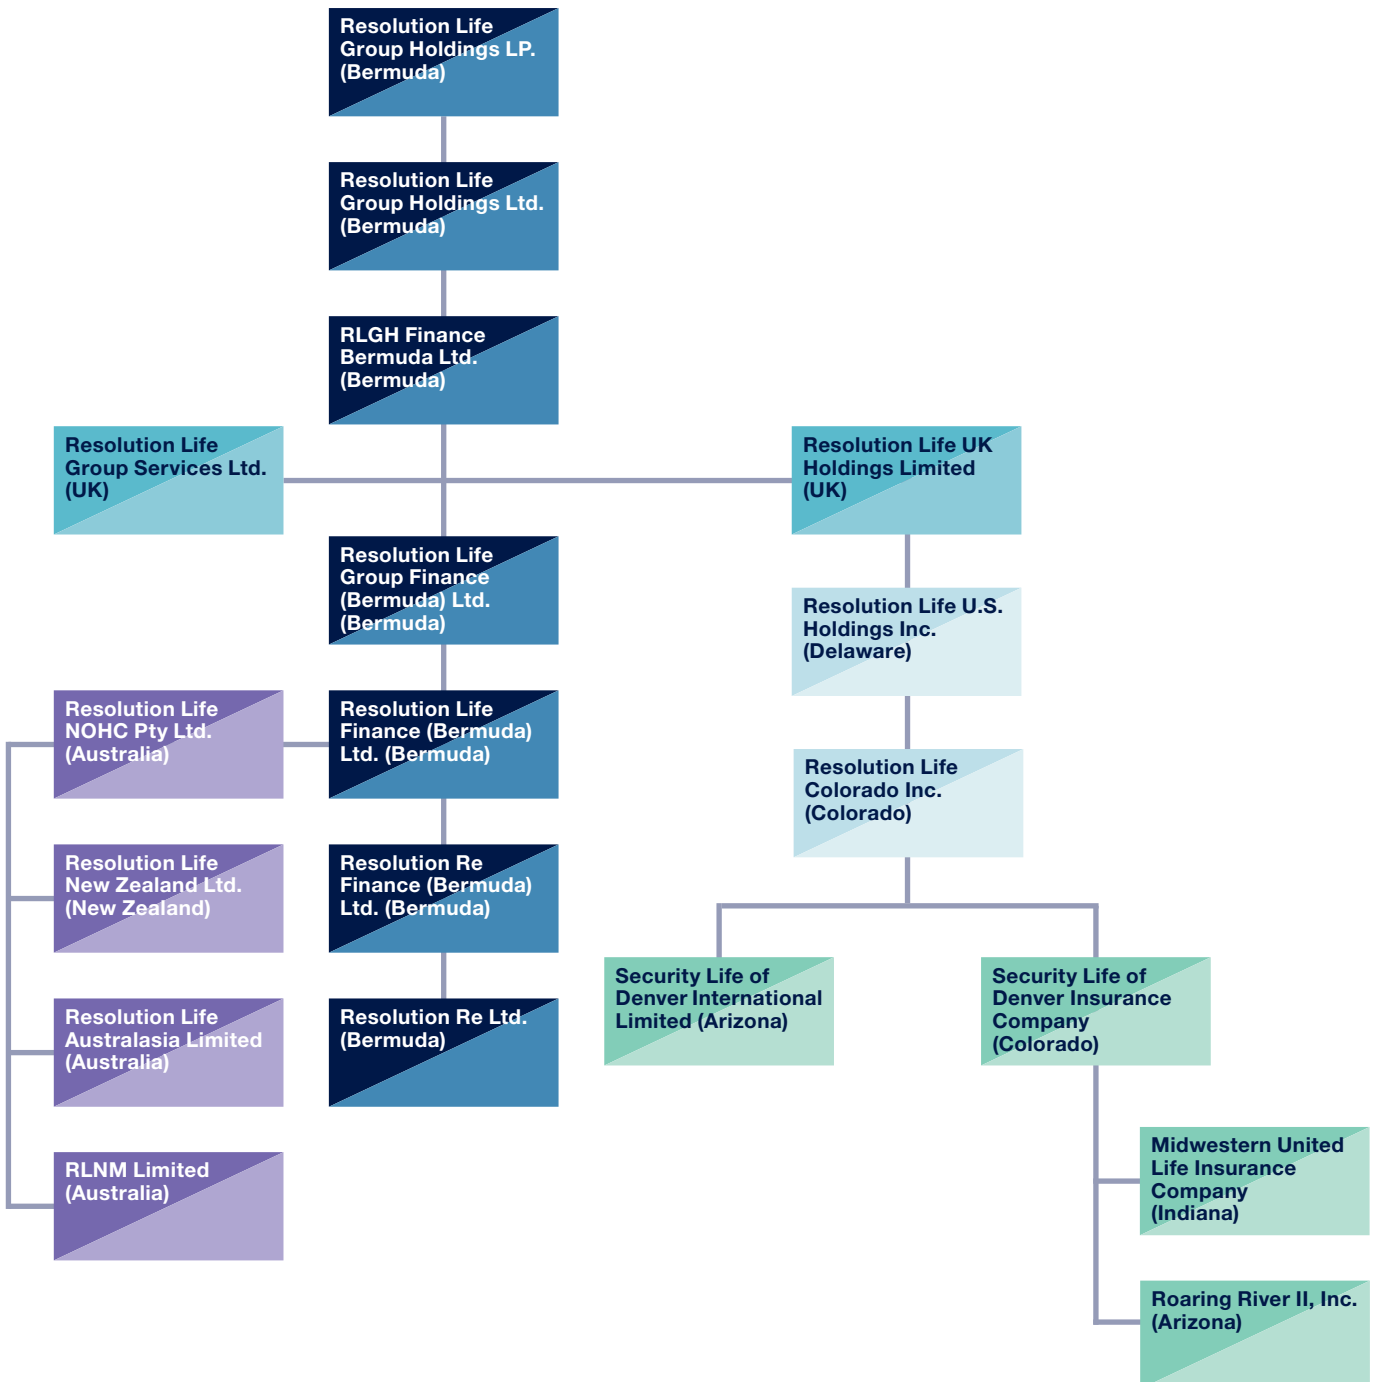 Resolution Life
Group Holdings LP.
(Bermuda)
Resolution Life
Group Holdings Ltd.
(Bermuda)
RLGH Finance
Bermuda Ltd.
(Bermuda)
Resolution Life
Group Services Ltd.
(UK)
Resolution Life UK
Holdings Limited
(UK)
Resolution Life
Group Finance
(Bermuda) Ltd.
(Bermuda)
Resolution Life U.S.
Holdings Inc.
(Delaware)
Resolution Life
NOHC Pty Ltd.
(Australia)
Resolution Life
Finance (Bermuda)
Ltd. (Bermuda)
Resolution Life
Colorado Inc.
(Colorado)
Resolution Life
New Zealand Ltd.
(New Zealand)
Resolution Re
Finance (Bermuda)
Ltd. (Bermuda)
Security Life of
Denver International
Limited (Arizona)
Security Life of
Denver Insurance
Company
(Colorado)
Resolution Life
Australasia Limited
(Australia)
Resolution Re Ltd.
(Bermuda)
Midwestern United
Life Insurance
Company
(Indiana)
RLNM Limited
(Australia)
Roaring River II, Inc.
(Arizona)